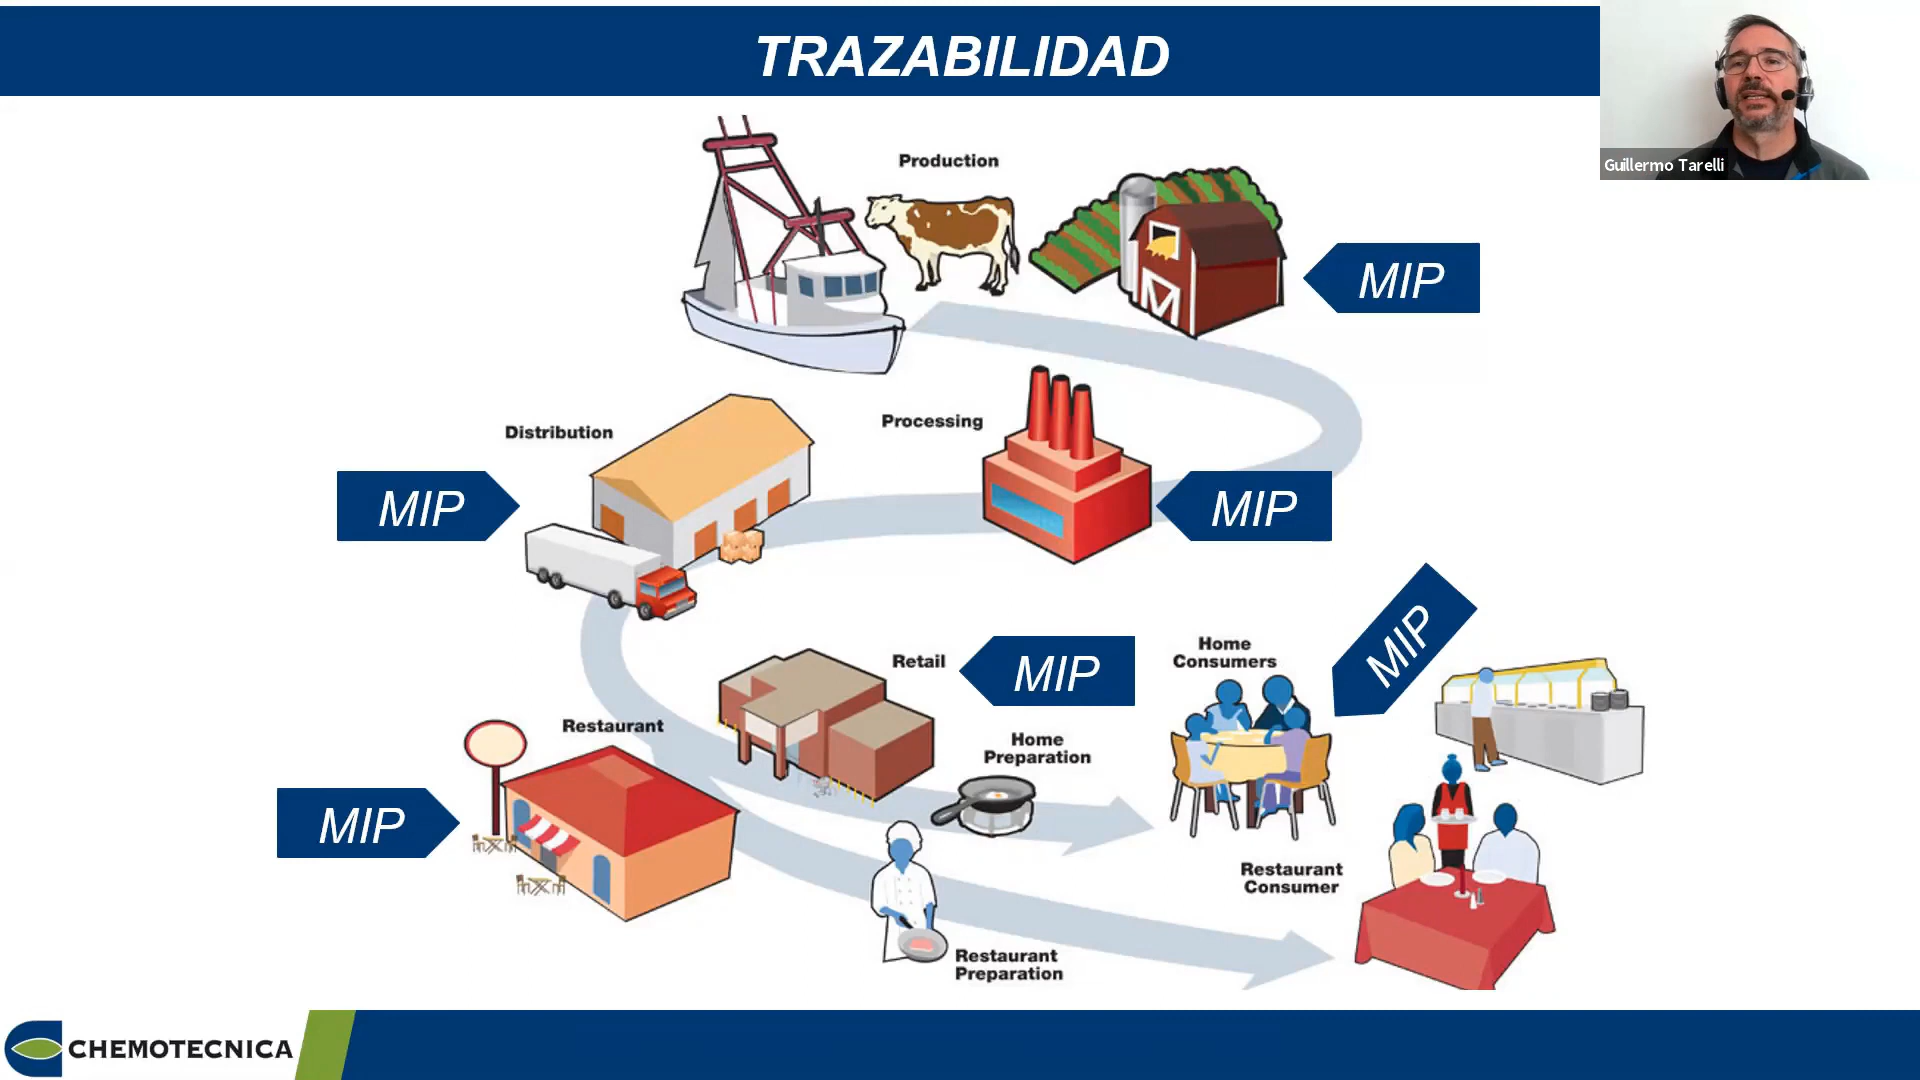 TRAZABILIDAD
Guillermo Tarelli
Production
MIP
Distribution
Processing
MIP
MIP
MIP
Retail
MIP
Home
Consumers
Restaurant
Home
Preparation
MIP
Restaurant
Consumer
Restaurant
Preparation
CHEMOTECNICA